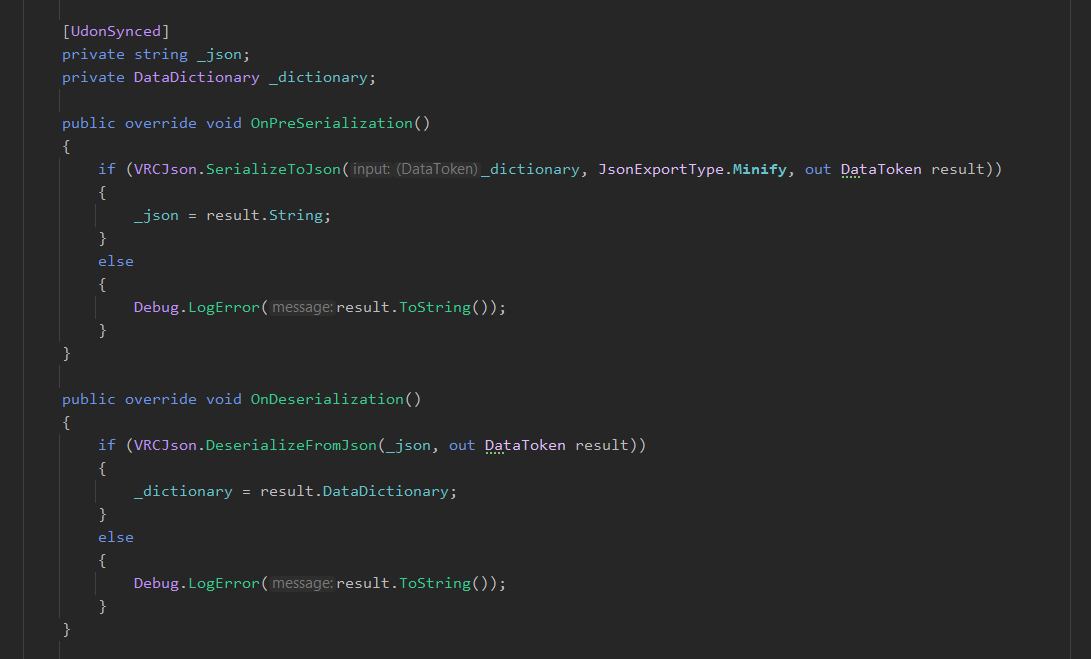 [UdonSynced]
private string _json;
private DataDictionary _dictionary;
public override void OnPreSerialization()
{
if (VRCJson.SerializeToJson(input: (DataToken)_dictionary, JsonExportType.Minify, out DataToken result))
{
_json = result.String;
}
else
{
Debug.LogError(message: result.ToString());
}
}
public override void OnDeserialization()
{
if (VRCJson.DeserializeFromJson(_json, out DataToken result))
{
_dictionary = result.DataDictionary;
}
else
{
Debug.LogError(message: result.ToString());
}
}